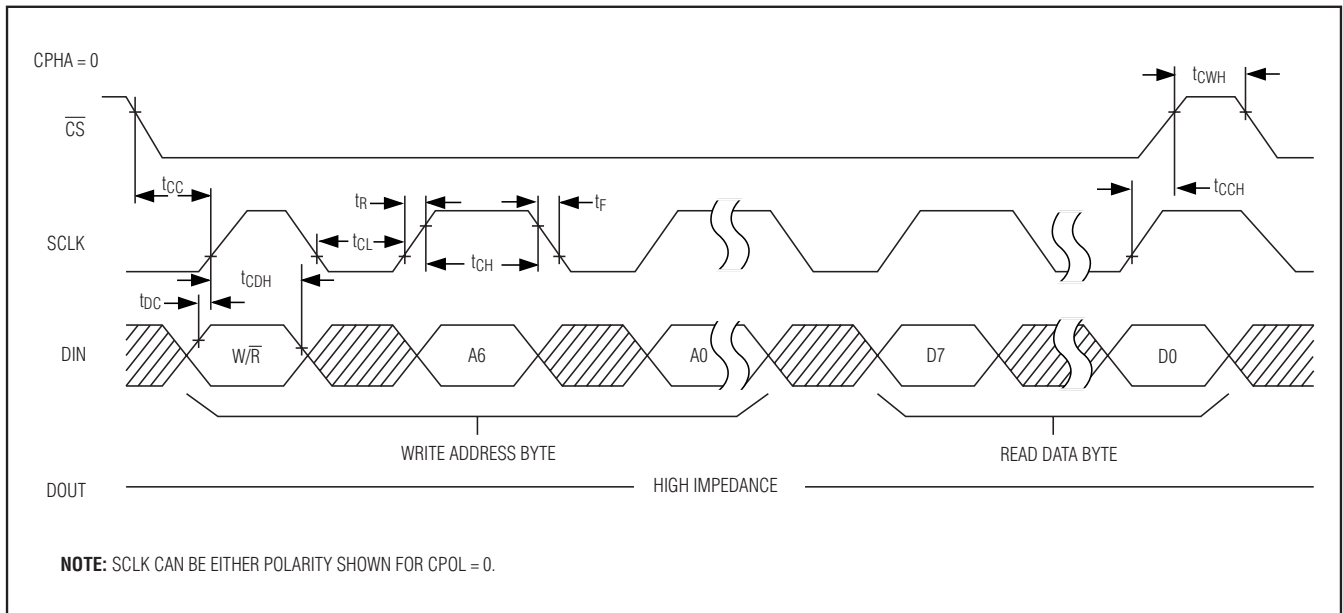 CPHA = 0
tCWH
CS
tCC
tCCH
tR
tF
SCLK
tCL
tCH
tCDH
tDC
DIN
W/R
A6
A0
D7
D0
WRITE ADDRESS BYTE
READ DATA BYTE
DOUT
HIGH IMPEDANCE
NOTE: SCLK CAN BE EITHER POLARITY SHOWN FOR CPOL = 0.